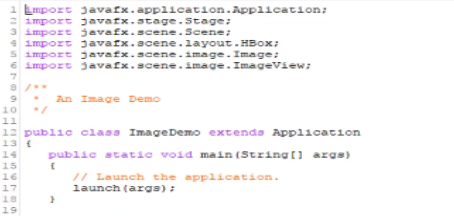 1 import javafx.application.Application;
2 import javafx.stage.Stage;
3 import javafx.scene.Scene;
4 import javafx.scene.layout.HBox;
5 import javafx.scene.image.Image;
6 import javafx.scene.image.ImageView;
7
8 /**
9  *  An Image Demo
10  */
11
12 public class ImageDemo extends Application
13 {
14    public static void main(String[] args)
15    {
16       // Launch the application.
17       launch(args);
18    }
19